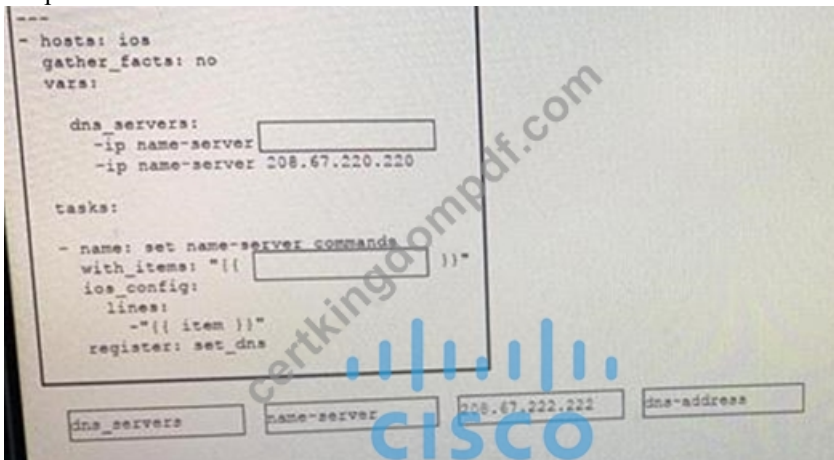 ---
- hosts: ios
gather_facts: no
vars:
dns_servers:
-ip name-server
-ip name-server 208.67.220.220
tasks:
- name: set name-server commands
with_items: "{{ }}"
ios_config:
lines:
-"{{ item }}"
register: set_dns
dns_servers name-server 208.67.222.222 dns-address
certkingdompdf.com
CISCO